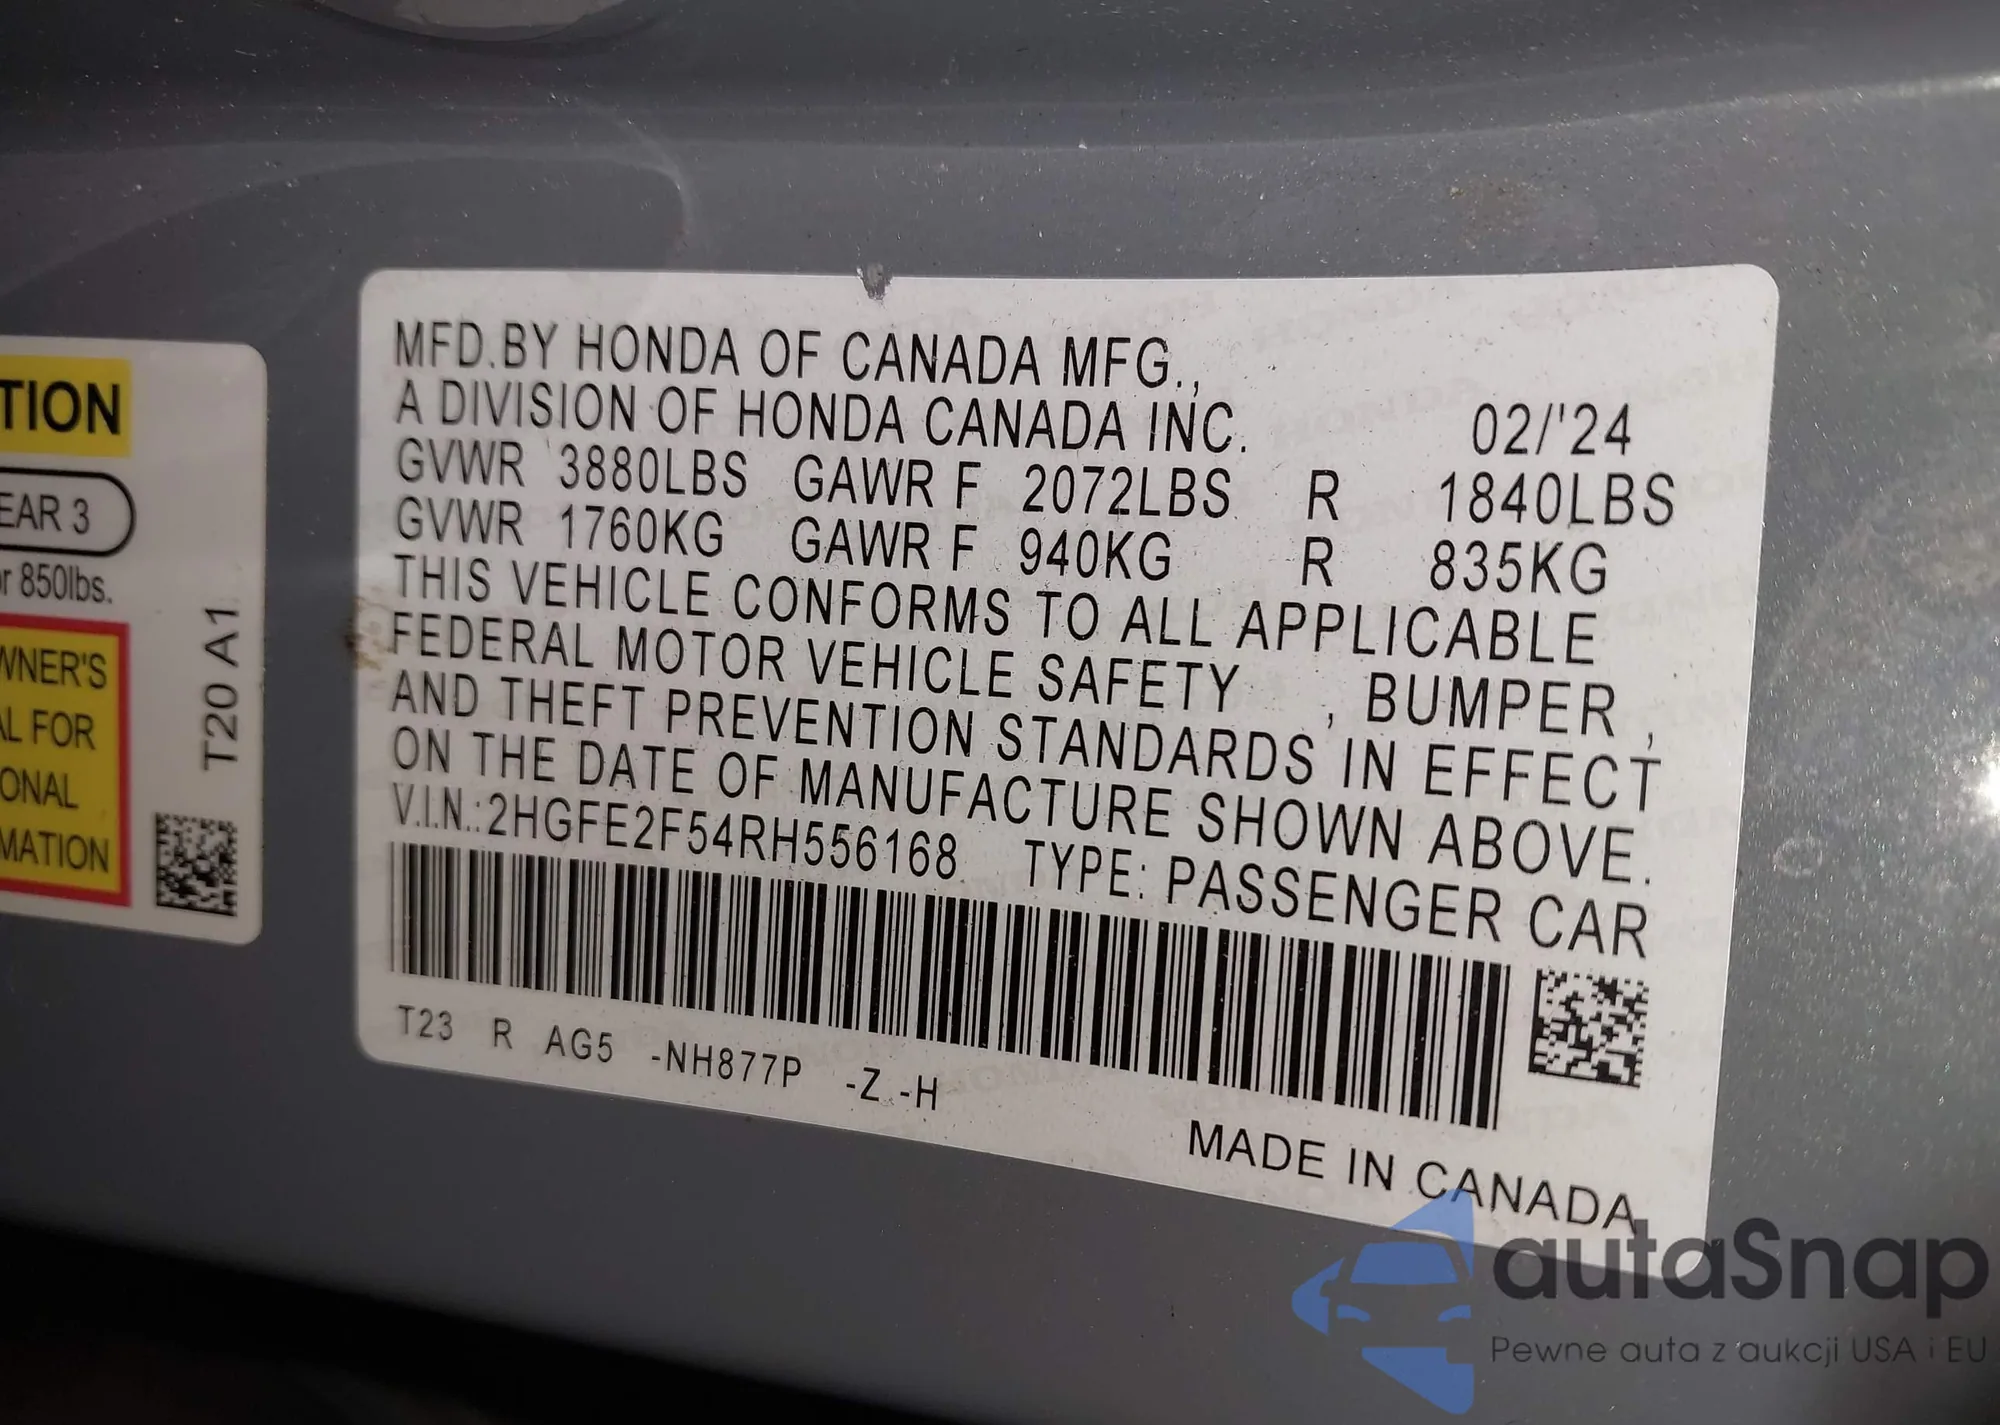 TION
EAR 3
r 850lbs.
WNER'S
AL FOR
ONAL
MATION
T20 A1
MFD.BY HONDA OF CANADA MFG.,
A DIVISION OF HONDA CANADA INC. 02/'24
GVWR 3880LBS GAWR F 2072LBS R 1840LBS
GVWR 1760KG GAWR F 940KG R 835KG
THIS VEHICLE CONFORMS TO ALL APPLICABLE
FEDERAL MOTOR VEHICLE SAFETY , BUMPER ,
AND THEFT PREVENTION STANDARDS IN EFFECT
ON THE DATE OF MANUFACTURE SHOWN ABOVE.
V.I.N.:2HGFE2F54RH556168 TYPE: PASSENGER CAR
T23 R AG5 -NH877P -Z -H
MADE IN CANADA
autaSnap
Pewne auta z aukcji USA i EU